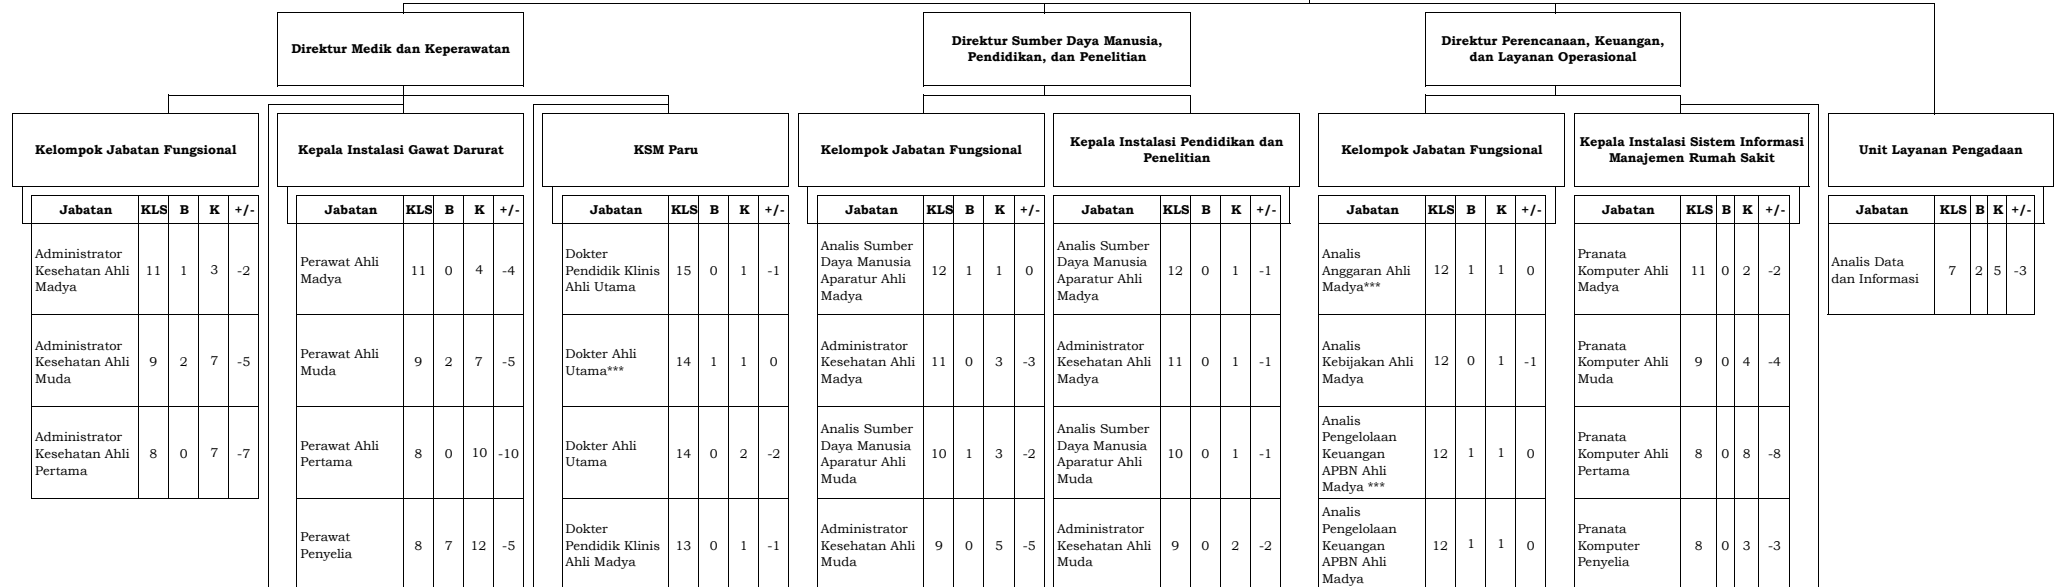 Direktur Medik dan Keperawatan
Direktur Sumber Daya Manusia,
Pendidikan, dan Penelitian
Direktur Perencanaan, Keuangan,
dan Layanan Operasional
Kelompok Jabatan Fungsional
Kepala Instalasi Gawat Darurat
KSM Paru
Kelompok Jabatan Fungsional
Kepala Instalasi Pendidikan dan
Penelitian
Kelompok Jabatan Fungsional
Kepala Instalasi Sistem Informasi
Manajemen Rumah Sakit
Unit Layanan Pengadaan
Jabatan KLS B K +/-
Administrator
Kesehatan Ahli 11 1 3 -2
Madya
Administrator
Kesehatan Ahli 9 2 7 -5
Muda
Administrator
Kesehatan Ahli 8 0 7 -7
Pertama
Jabatan KLS B K +/-
Perawat Ahli
Madya 11 0 4 -4
Perawat Ahli
Muda 9 2 7 -5
Perawat Ahli
Pertama 8 0 10 -10
Perawat
Penyelia 8 7 12 -5
Jabatan KLS B K +/-
Dokter
Pendidik Klinis 15 0 1 -1
Ahli Utama
Dokter Ahli
Utama*** 14 1 1 0
Dokter Ahli
Utama 14 0 2 -2
Dokter
Pendidik Klinis 13 0 1 -1
Ahli Madya
Jabatan KLS B K +/-
Analis Sumber
Daya Manusia
Aparatur Ahli 12 1 1 0
Madya
Administrator
Kesehatan Ahli 11 0 3 -3
Madya
Analis Sumber
Daya Manusia
Aparatur Ahli 10 1 3 -2
Muda
Administrator
Kesehatan Ahli 9 0 5 -5
Muda
Jabatan KLS B K +/-
Analis Sumber
Daya Manusia
Aparatur Ahli 12 0 1 -1
Madya
Administrator
Kesehatan Ahli 11 0 1 -1
Madya
Analis Sumber
Daya Manusia
Aparatur Ahli 10 0 1 -1
Muda
Administrator
Kesehatan Ahli 9 0 2 -2
Muda
Jabatan KLS B K +/-
Analis
Anggaran Ahli 12 1 1 0
Madya***
Analis
Kebijakan Ahli 12 0 1 -1
Madya
Analis
Pengelolaan
Keuangan 12 1 1 0
APBN Ahli
Madya ***
Analis
Pengelolaan
Keuangan 12 1 1 0
APBN Ahli
Madya
Jabatan KLS B K +/-
Pranata
Komputer Ahli 11 0 2 -2
Madya
Pranata
Komputer Ahli 9 0 4 -4
Muda
Pranata
Komputer Ahli 8 0 8 -8
Pertama
Pranata
Komputer 8 0 3 -3
Penyelia
Jabatan KLS B K +/-
Analis Data
dan Informasi 7 2 5 -3